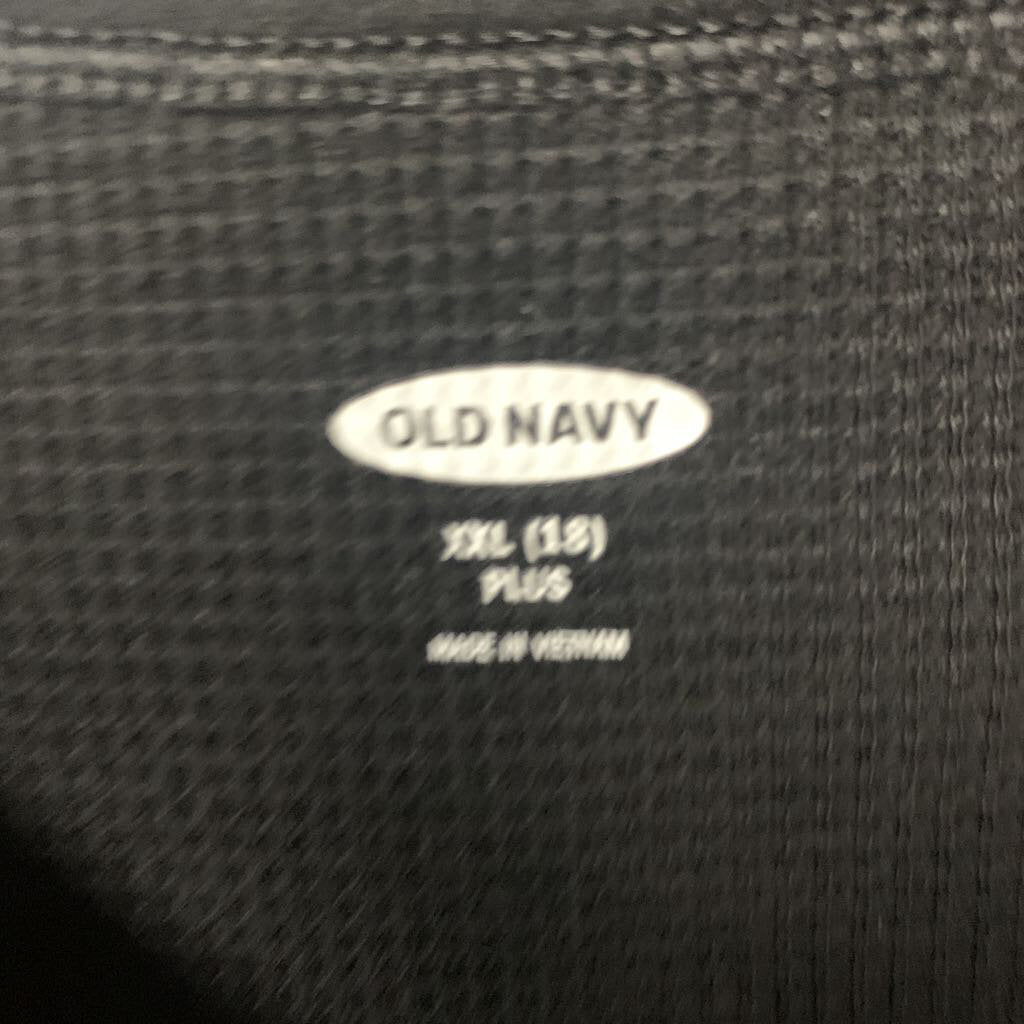 OLD NAVY
XXL (18)
PLUS
MADE IN VIETNAM